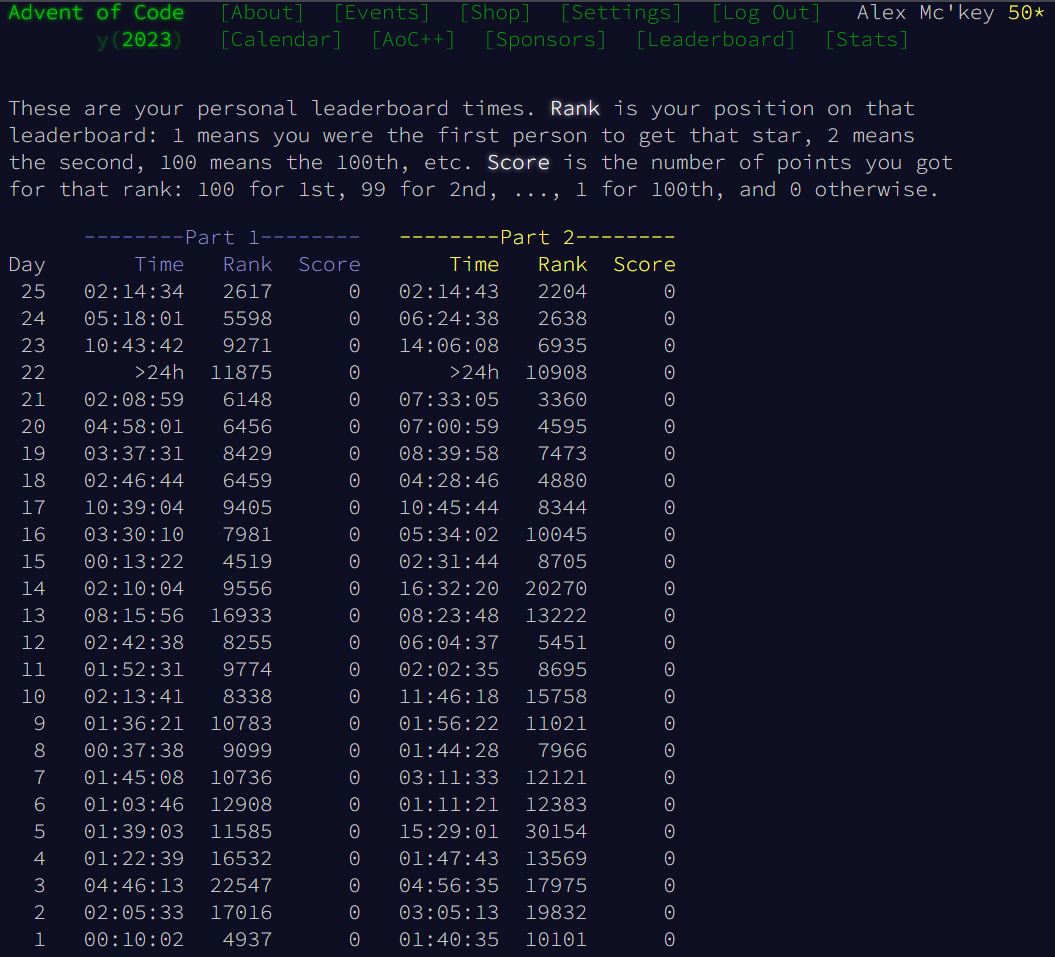 Advent of Code [About] [Events] [Shop] [Settings] [Log Out] Alex Mc'key 50*
y(2023) [Calendar] [AoC++] [Sponsors] [Leaderboard] [Stats]
These are your personal leaderboard times. Rank is your position on that
leaderboard: 1 means you were the first person to get that star, 2 means
the second, 100 means the 100th, etc. Score is the number of points you got
for that rank: 100 for 1st, 99 for 2nd, ..., 1 for 100th, and 0 otherwise.
--------Part 1-------- --------Part 2--------
Day Time Rank Score Time Rank Score
25 02:14:34 2617 0 02:14:43 2204 0
24 05:18:01 5598 0 06:24:38 2638 0
23 10:43:42 9271 0 14:06:08 6935 0
22 >24h 11875 0 >24h 10908 0
21 02:08:59 6148 0 07:33:05 3360 0
20 04:58:01 6456 0 07:00:59 4595 0
19 03:37:31 8429 0 08:39:58 7473 0
18 02:46:44 6459 0 04:28:46 4880 0
17 10:39:04 9405 0 10:45:44 8344 0
16 03:30:10 7981 0 05:34:02 10045 0
15 00:13:22 4519 0 02:31:44 8705 0
14 02:10:04 9556 0 16:32:20 20270 0
13 08:15:56 16933 0 08:23:48 13222 0
12 02:42:38 8255 0 06:04:37 5451 0
11 01:52:31 9774 0 02:02:35 8695 0
10 02:13:41 8338 0 11:46:18 15758 0
9 01:36:21 10783 0 01:56:22 11021 0
8 00:37:38 9099 0 01:44:28 7966 0
7 01:45:08 10736 0 03:11:33 12121 0
6 01:03:46 12908 0 01:11:21 12383 0
5 01:39:03 11585 0 15:29:01 30154 0
4 01:22:39 16532 0 01:47:43 13569 0
3 04:46:13 22547 0 04:56:35 17975 0
2 02:05:33 17016 0 03:05:13 19832 0
1 00:10:02 4937 0 01:40:35 10101 0